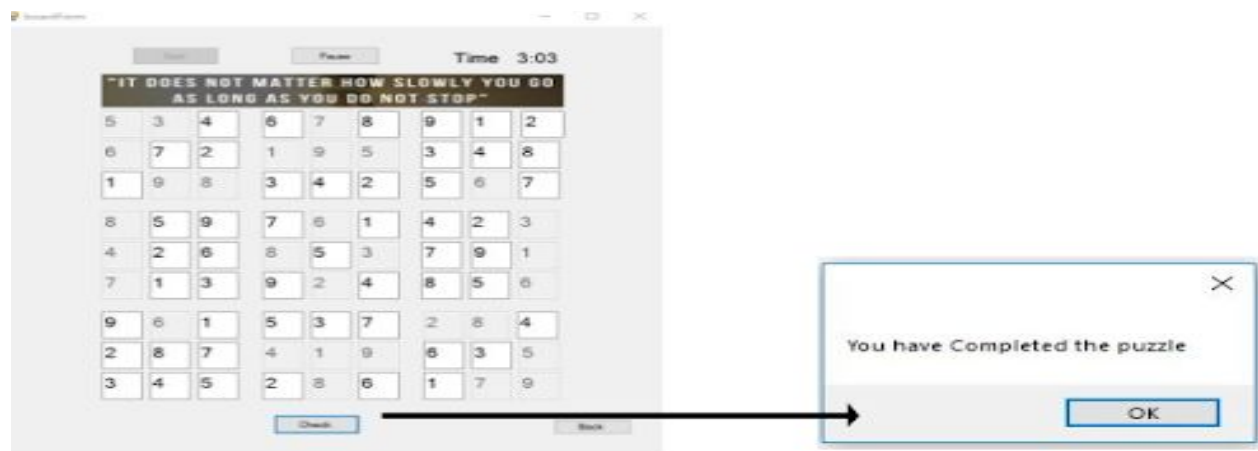 Pause Time 3:03
"IT DOES NOT MATTER HOW SLOWLY YOU GO
AS LONG AS YOU DO NOT STOP"
5 3 4 6 7 8 9 1 2
6 7 2 1 9 5 3 4 8
1 9 8 3 4 2 5 6 7
8 5 9 7 6 1 4 2 3
4 2 6 8 5 3 7 9 1
7 1 3 9 2 4 8 5 6
9 6 1 5 3 7 2 8 4
2 8 7 4 1 9 6 3 5
3 4 5 2 8 6 1 7 9
Check Back
You have Completed the puzzle
OK